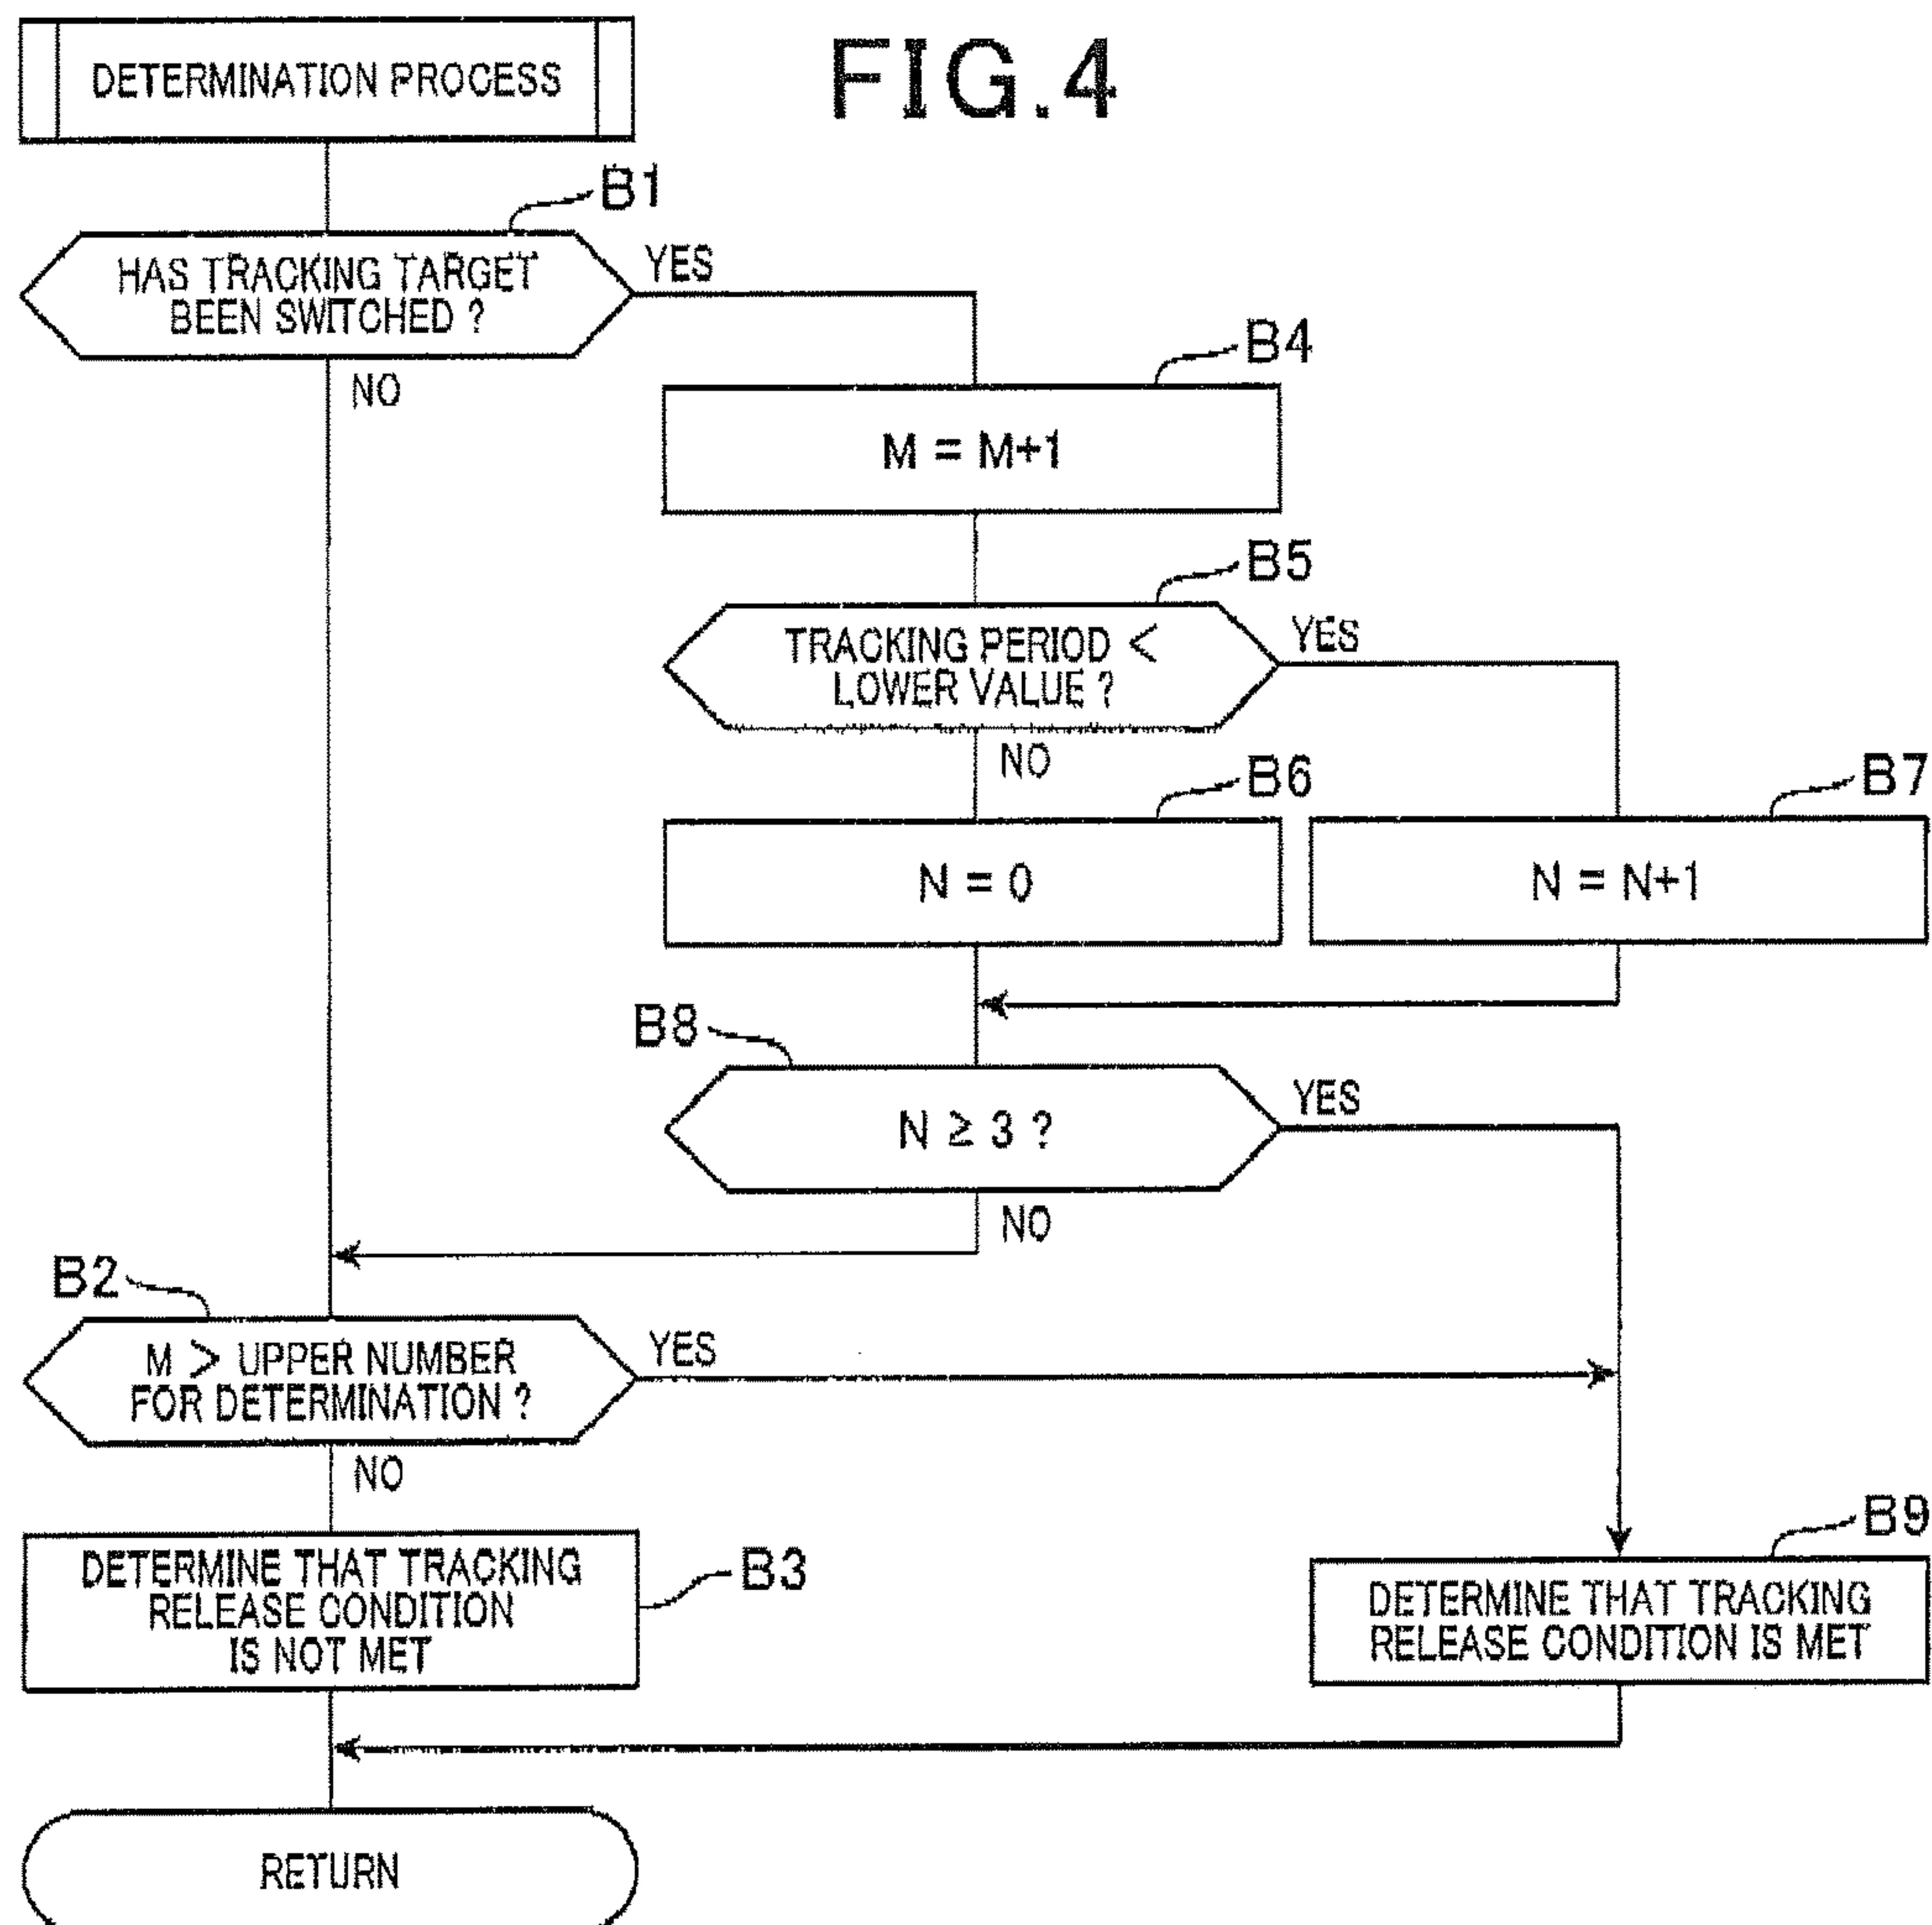 FIG.4
DETERMINATION PROCESS
B1
HAS TRACKING TARGET
BEEN SWITCHED ?
YES
NO
B4
M = M+1
B5
TRACKING PERIOD <
LOWER VALUE ?
YES
NO
B6
N = 0
B7
N = N+1
B8
N ≥ 3 ?
YES
NO
B2
M > UPPER NUMBER
FOR DETERMINATION ?
YES
NO
B3
DETERMINE THAT TRACKING
RELEASE CONDITION
IS NOT MET
B9
DETERMINE THAT TRACKING
RELEASE CONDITION IS MET
RETURN